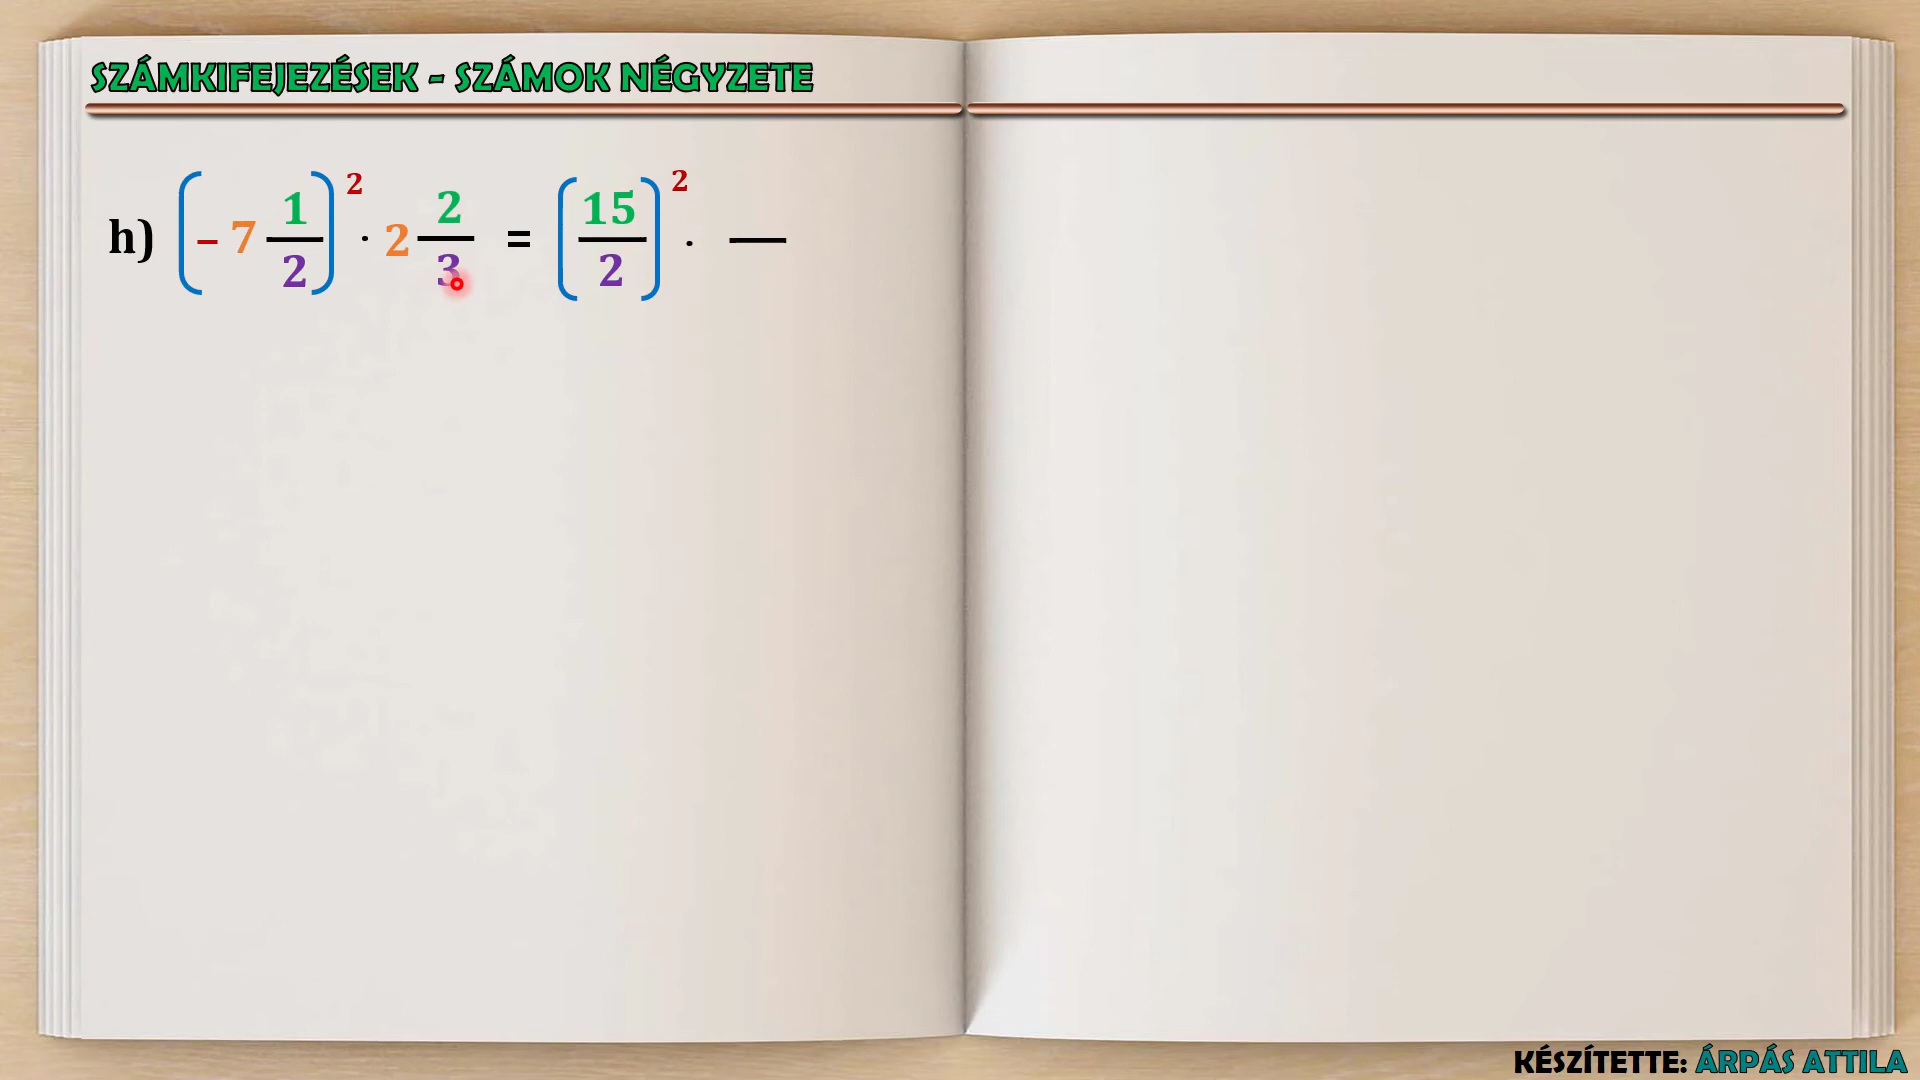 SZÁMKIFEJEZÉSEK - SZÁMOK NÉGYZETE
h) (– 7 1/2)² · 2 2/3 = (15/2)² · —
KÉSZÍTETTE: ÁRPÁS ATTILA